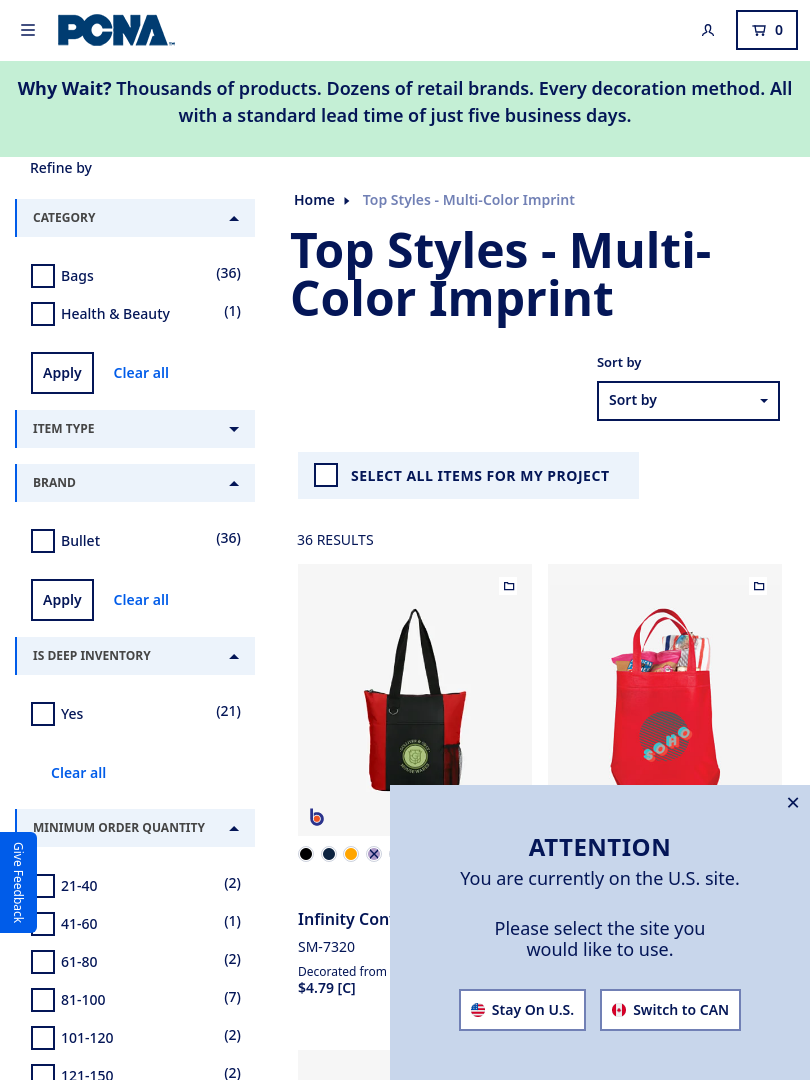 PCNA
0
Why Wait? Thousands of products. Dozens of retail brands. Every decoration method. All
with a standard lead time of just five business days.
Refine by
CATEGORY
Bags (36)
Health & Beauty (1)
Apply Clear all
ITEM TYPE
BRAND
Bullet (36)
Apply Clear all
IS DEEP INVENTORY
Yes (21)
Clear all
MINIMUM ORDER QUANTITY
Give Feedback
21-40 (2)
41-60 (1)
61-80 (2)
81-100 (7)
101-120 (2)
121-150 (2)
Home Top Styles - Multi-Color Imprint
Top Styles - Multi-
Color Imprint
Sort by
Sort by
SELECT ALL ITEMS FOR MY PROJECT
36 RESULTS
b
SOHO
Infinity Con
SM-7320
Decorated from
$4.79 [C]
ATTENTION
You are currently on the U.S. site.
Please select the site you
would like to use.
Stay On U.S. Switch to CAN